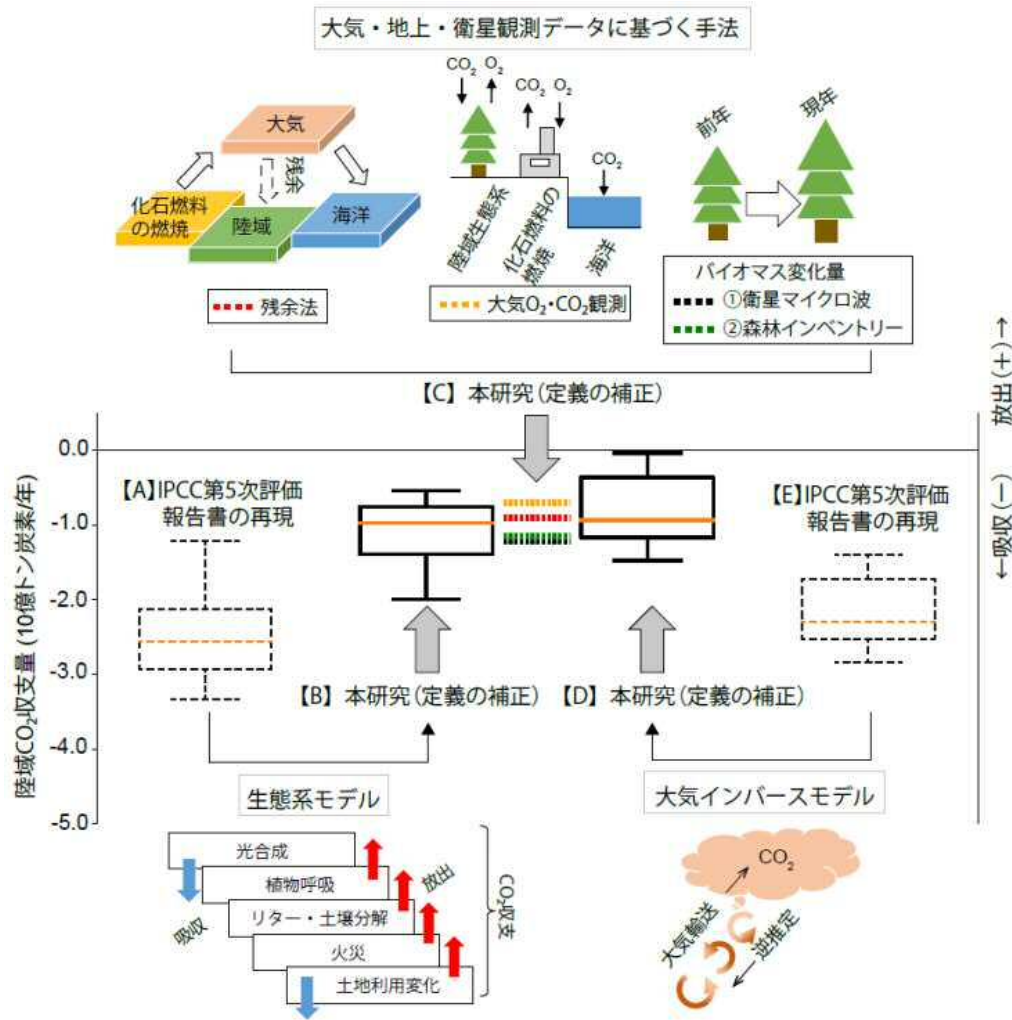 大気・地上・衛星観測データに基づく手法
大気
残余
化石燃料
の燃焼
陸域
海洋
残余法
CO₂ O₂
CO₂ O₂
CO₂
陸域生態系
化石燃料の
燃焼
海洋
大気O₂・CO₂観測
前年
現年
バイオマス変化量
①衛星マイクロ波
②森林インベントリー
【C】本研究(定義の補正)
放出(+)→
←吸収(−)
陸域CO₂収支量 (10億トン炭素/年)
0.0
-1.0
-2.0
-3.0
-4.0
-5.0
【A】IPCC第5次評価
報告書の再現
【E】IPCC第5次評価
報告書の再現
【B】本研究(定義の補正)
【D】本研究(定義の補正)
生態系モデル
光合成
植物呼吸
リター・土壌分解
火災
土地利用変化
吸収
放出
CO₂収支
大気インバースモデル
CO₂
大気輸送
逆推定